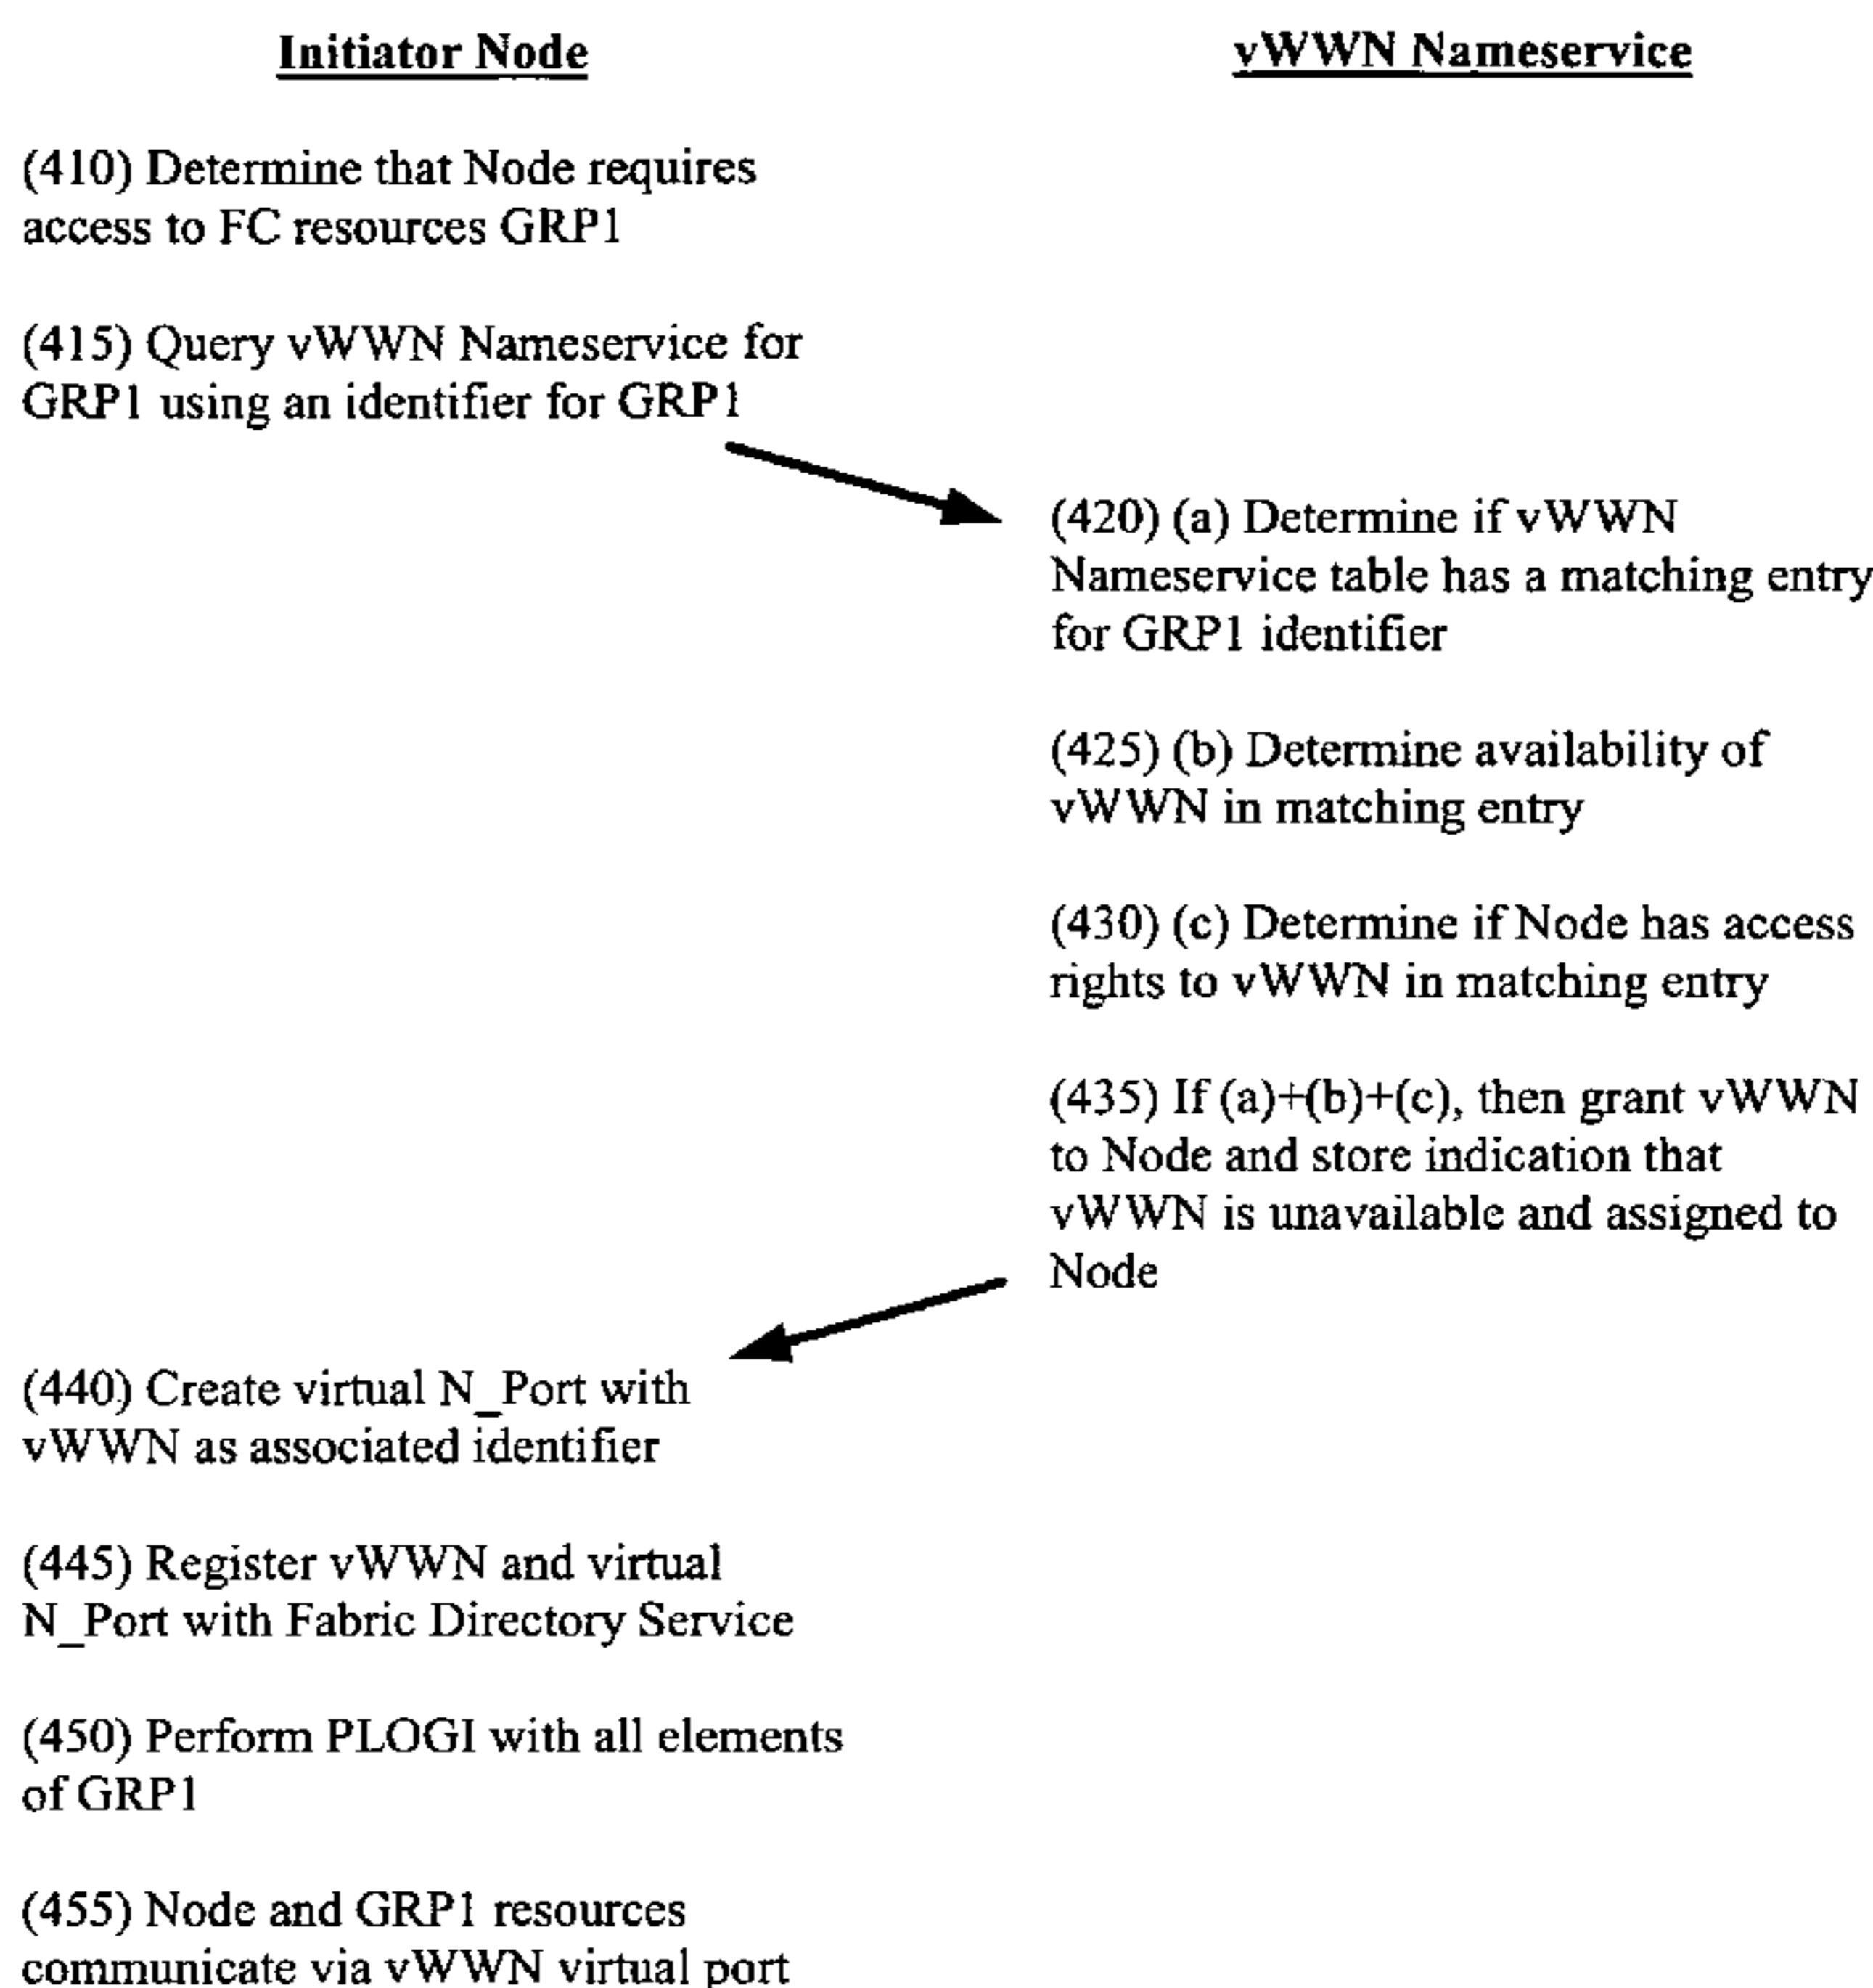 Initiator Node
vWWN Nameservice
(410) Determine that Node requires
access to FC resources GRP1
(415) Query vWWN Nameservice for
GRP1 using an identifier for GRP1
(420) (a) Determine if vWWN
Nameservice table has a matching entry
for GRP1 identifier
(425) (b) Determine availability of
vWWN in matching entry
(430) (c) Determine if Node has access
rights to vWWN in matching entry
(435) If (a)+(b)+(c), then grant vWWN
to Node and store indication that
vWWN is unavailable and assigned to
Node
(440) Create virtual N_Port with
vWWN as associated identifier
(445) Register vWWN and virtual
N_Port with Fabric Directory Service
(450) Perform PLOGI with all elements
of GRP1
(455) Node and GRP1 resources
communicate via vWWN virtual port